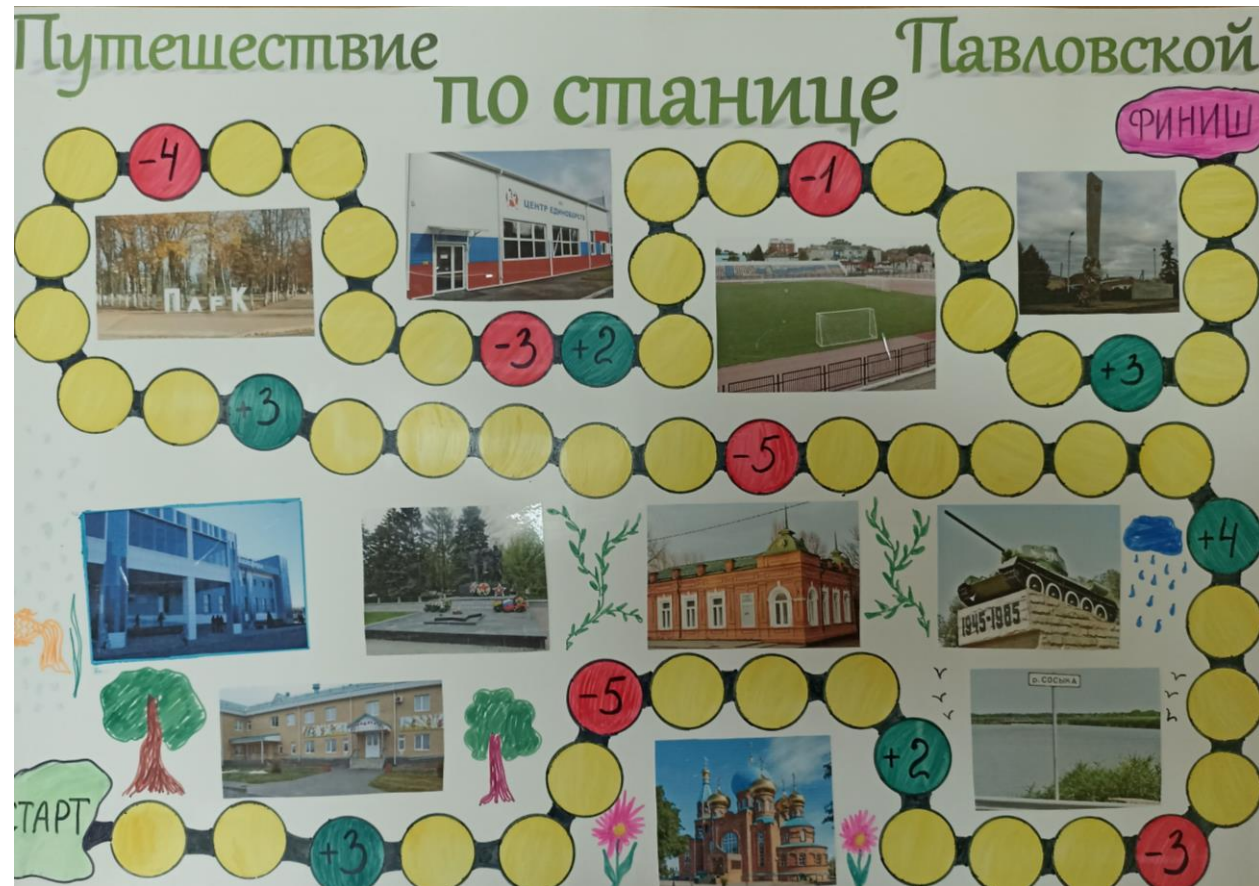 Путешествие
по станице
Павловской
ФИНИШ
-4
-1
ЦЕНТР ЕДИНОБОРСТВ
ПАРК
-3
+2
+3
+3
-5
+4
1945-1985
-5
р. СОСЫКА
+2
СТАРТ
+3
-3